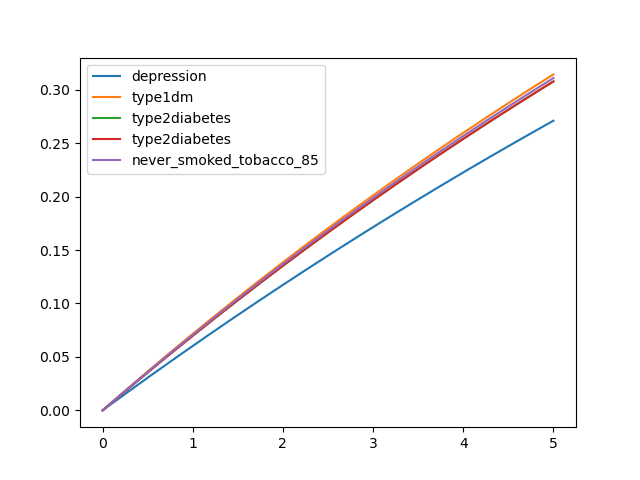 depression
type1dm
type2diabetes
type2diabetes
never_smoked_tobacco_85
0.30
0.25
0.20
0.15
0.10
0.05
0.00
0 1 2 3 4 5